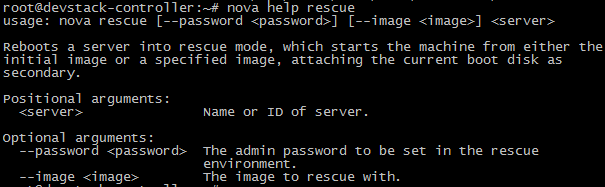 root@devstack-controller:~# nova help rescue
usage: nova rescue [--password <password>] [--image <image>] <server>
Reboots a server into rescue mode, which starts the machine from either the
initial image or a specified image, attaching the current boot disk as
secondary.
Positional arguments:
<server> Name or ID of server.
Optional arguments:
--password <password> The admin password to be set in the rescue
environment.
--image <image> The image to rescue with.